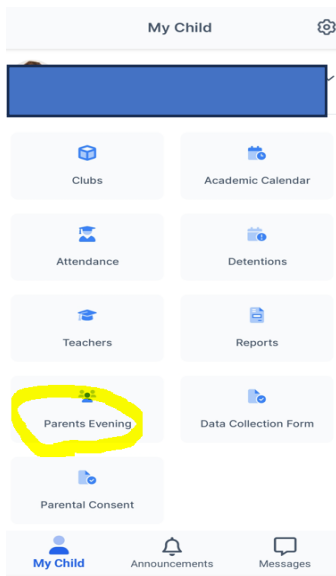 My Child
Clubs
Academic Calendar
Attendance
Detentions
Teachers
Reports
Parents Evening
Data Collection Form
Parental Consent
My Child
Announcements
Messages